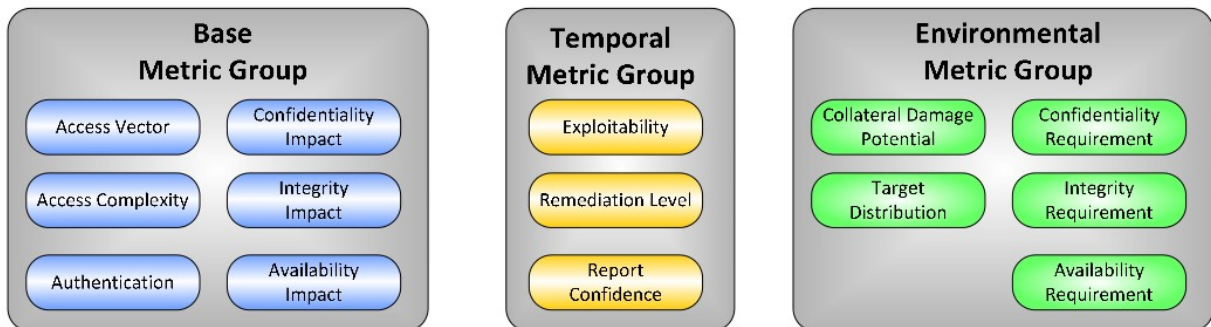 Base
Metric Group
Access Vector
Confidentiality
Impact
Access Complexity
Integrity
Impact
Authentication
Availability
Impact
Temporal
Metric Group
Exploitability
Remediation Level
Report
Confidence
Environmental
Metric Group
Collateral Damage
Potential
Confidentiality
Requirement
Target
Distribution
Integrity
Requirement
Availability
Requirement